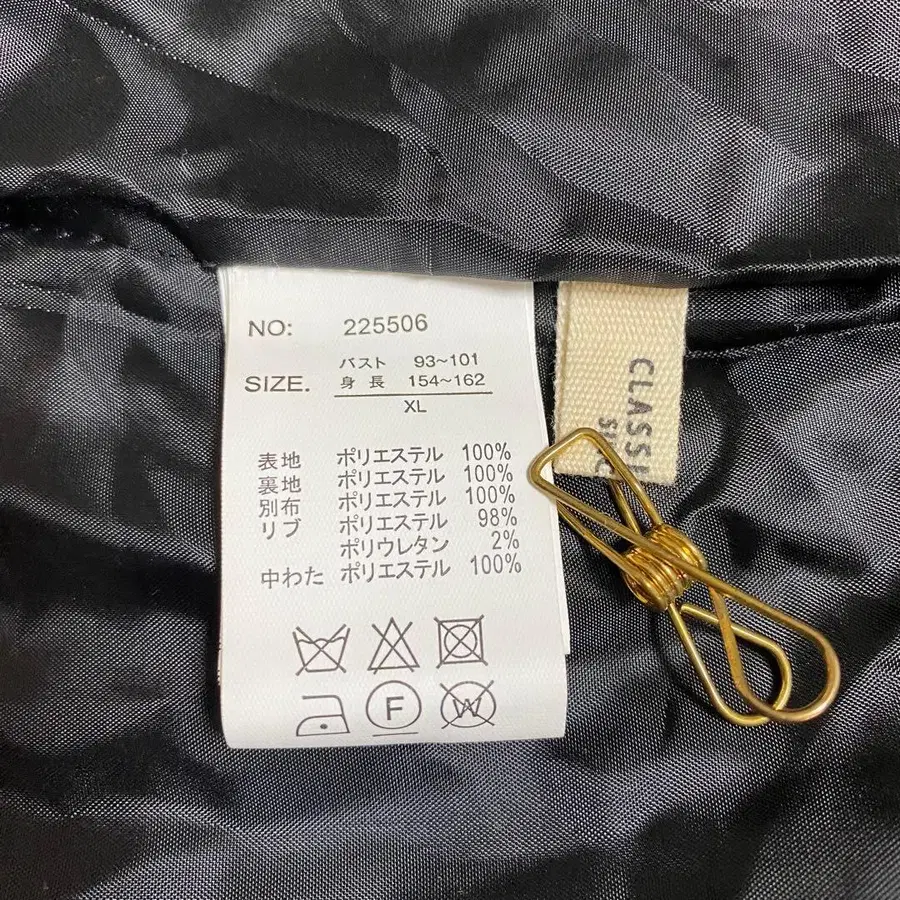 NO: 225506
バスト 93~101
SIZE. 身長 154~162
XL
表地 ポリエステル 100%
裏地 ポリエステル 100%
別布 ポリエステル 100%
リブ ポリエステル 98%
ポリウレタン 2%
中わた ポリエステル 100%
F
W